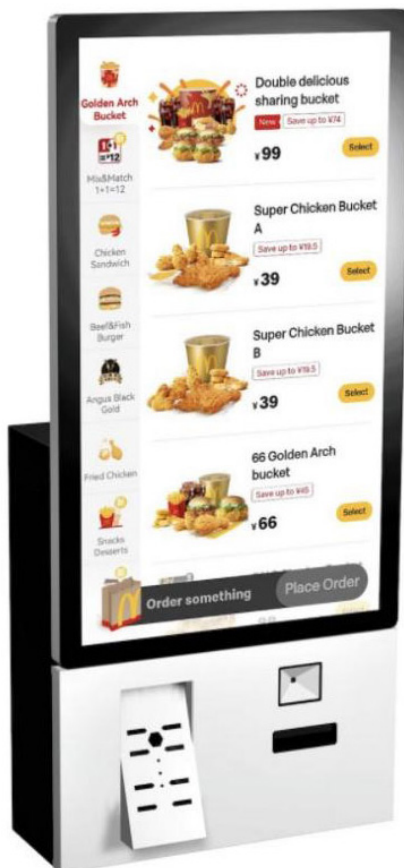 Golden Arch
Bucket
1+1
=¥12
Mix&Match
1+1=12
Chicken
Sandwich
Beef&Fish
Burger
Angus Black
Gold
Fried Chicken
Snacks
Desserts
Double delicious
sharing bucket
New Save up to ¥74
¥99
Select
Super Chicken Bucket
A
Save up to ¥19.5
¥39
Select
Super Chicken Bucket
B
Save up to ¥19.5
¥39
Select
66 Golden Arch
bucket
Save up to ¥45
¥66
Select
Order something
Place Order